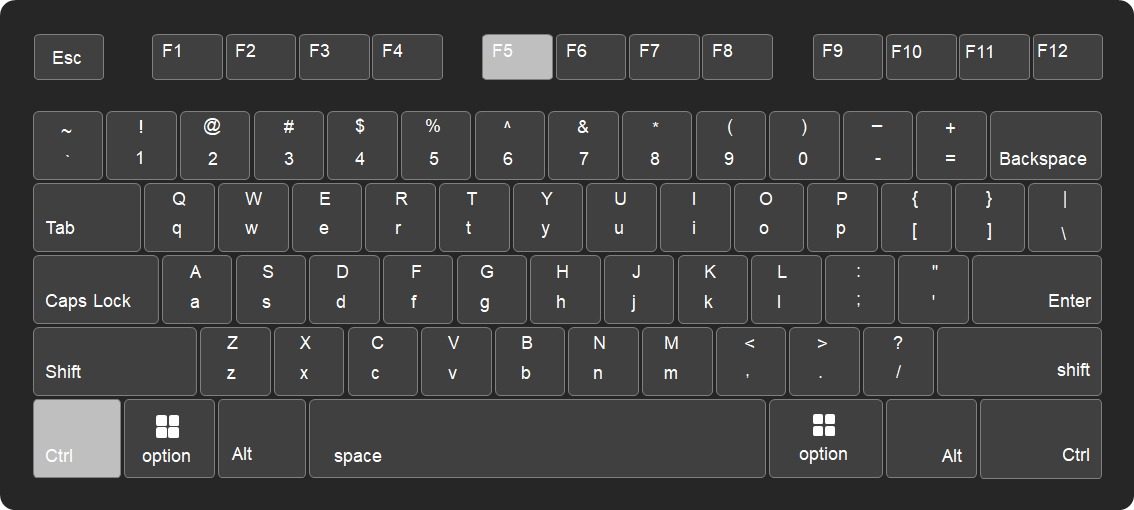 Esc F1 F2 F3 F4 F5 F6 F7 F8 F9 F10 F11 F12
~ ! @ # $ % ^ & * ( ) _ +
` 1 2 3 4 5 6 7 8 9 0 - = Backspace
Q W E R T Y U I O P { } |
Tab q w e r t y u i o p [ ] \
A S D F G H J K L : "
Caps Lock a s d f g h j k l ; ' Enter
Z X C V B N M < > ?
Shift z x c v b n m , . / shift
Ctrl option Alt space option Alt Ctrl